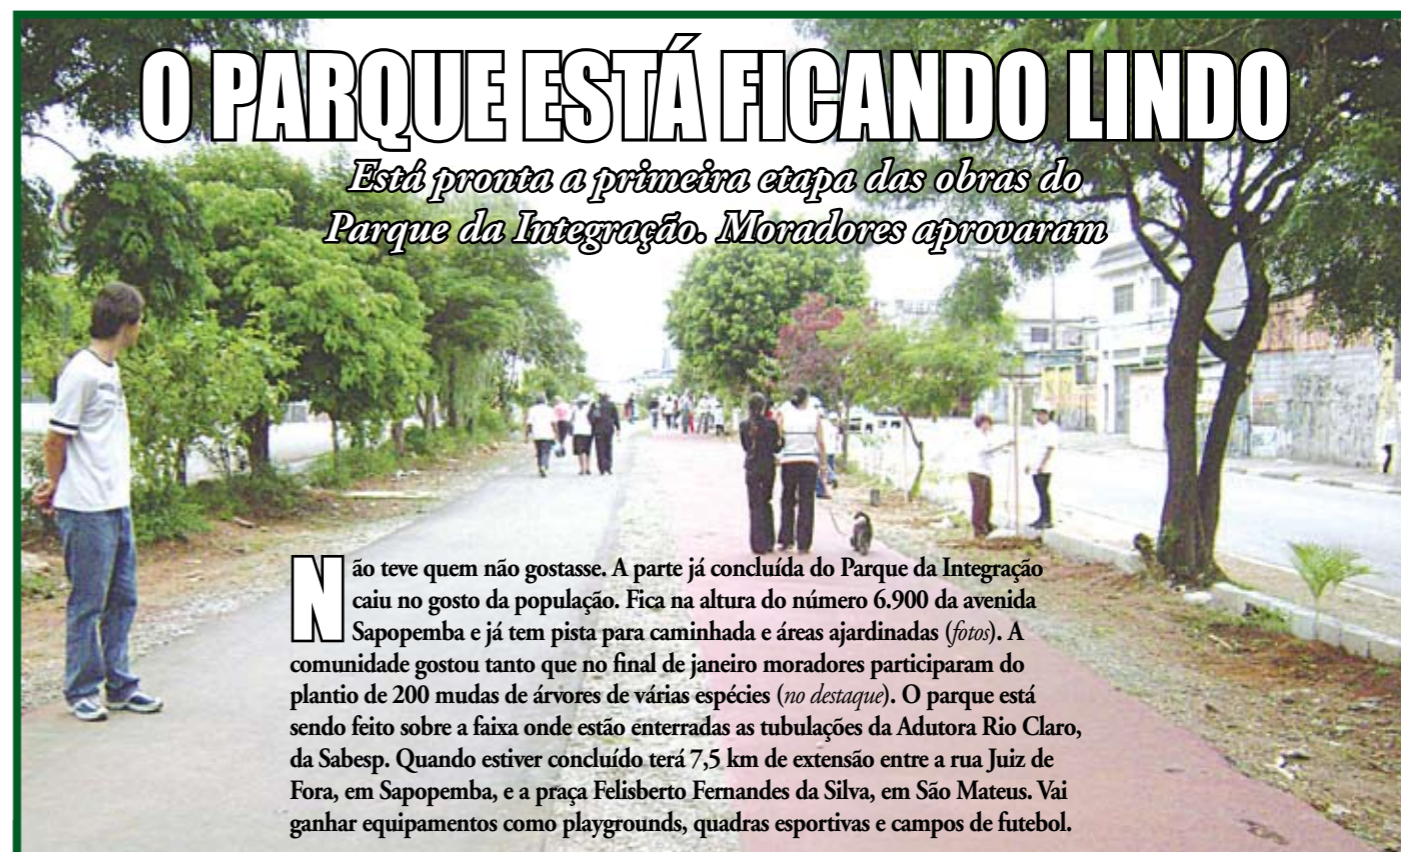 O PARQUE ESTÁ FICANDO LINDO
Está pronta a primeira etapa das obras do
Parque da Integração. Moradores aprovaram
Não teve quem não gostasse. A parte já concluída do Parque da Integração
caiu no gosto da população. Fica na altura do número 6.900 da avenida
Sapopemba e já tem pista para caminhada e áreas ajardinadas (fotos). A
comunidade gostou tanto que no final de janeiro moradores participaram do
plantio de 200 mudas de árvores de várias espécies (no destaque). O parque está
sendo feito sobre a faixa onde estão enterradas as tubulações da Adutora Rio Claro,
da Sabesp. Quando estiver concluído terá 7,5 km de extensão entre a rua Juiz de
Fora, em Sapopemba, e a praça Felisberto Fernandes da Silva, em São Mateus. Vai
ganhar equipamentos como playgrounds, quadras esportivas e campos de futebol.